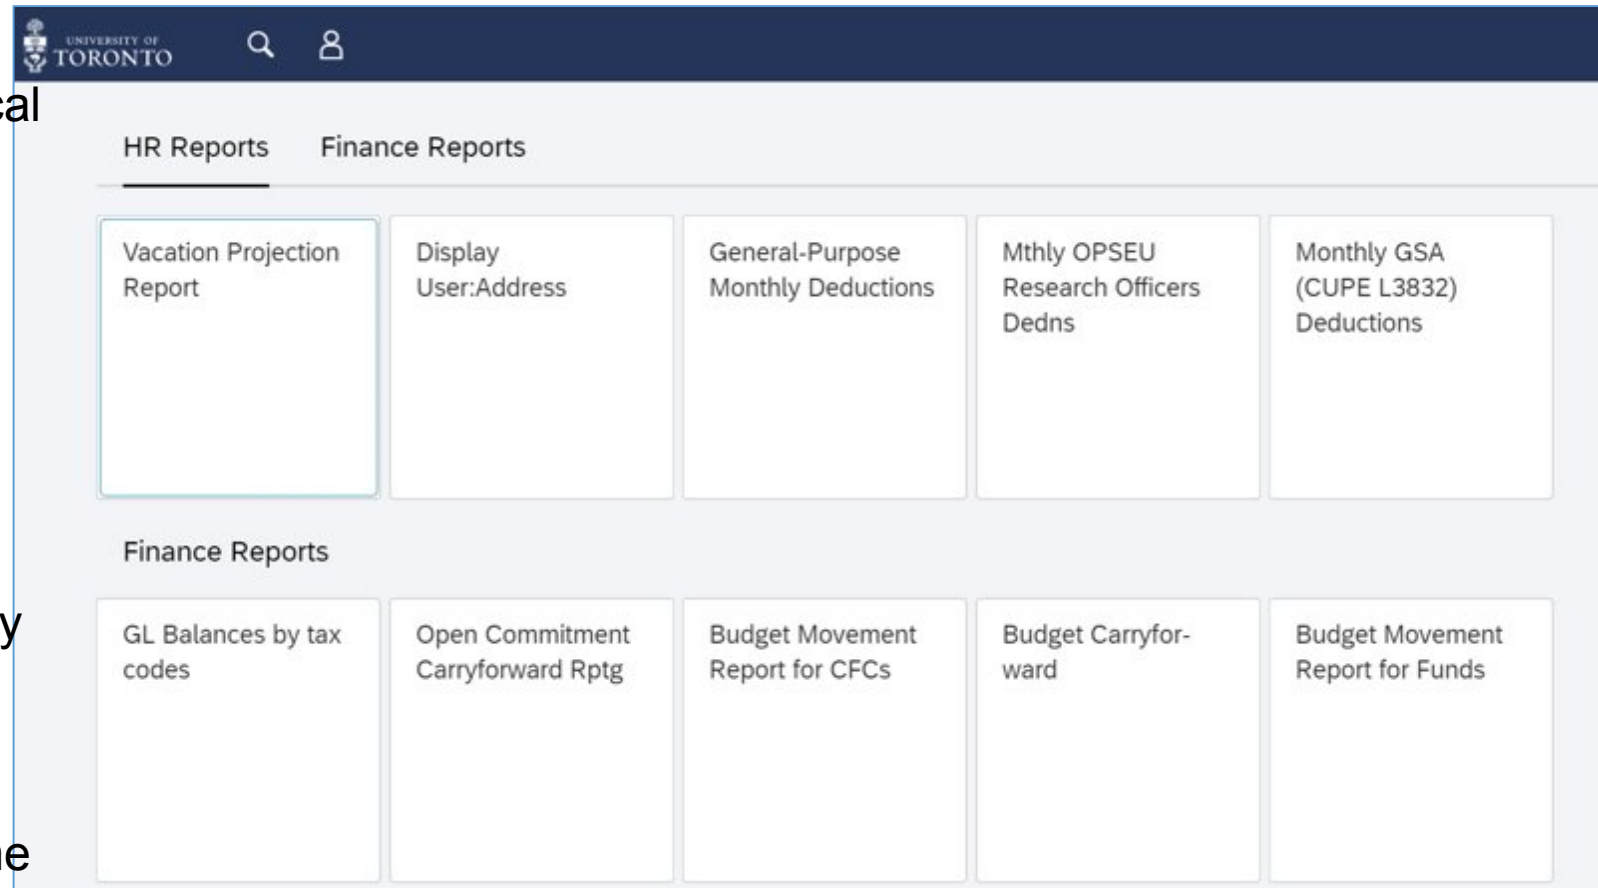 UNIVERSITY OF
TORONTO
cal
HR Reports Finance Reports
Vacation Projection
Report
Display
User:Address
General-Purpose
Monthly Deductions
Mthly OPSEU
Research Officers
Dedns
Monthly GSA
(CUPE L3832)
Deductions
Finance Reports
y
GL Balances by tax
codes
Open Commitment
Carryforward Rptg
Budget Movement
Report for CFCs
Budget Carryfor-
ward
Budget Movement
Report for Funds
ne